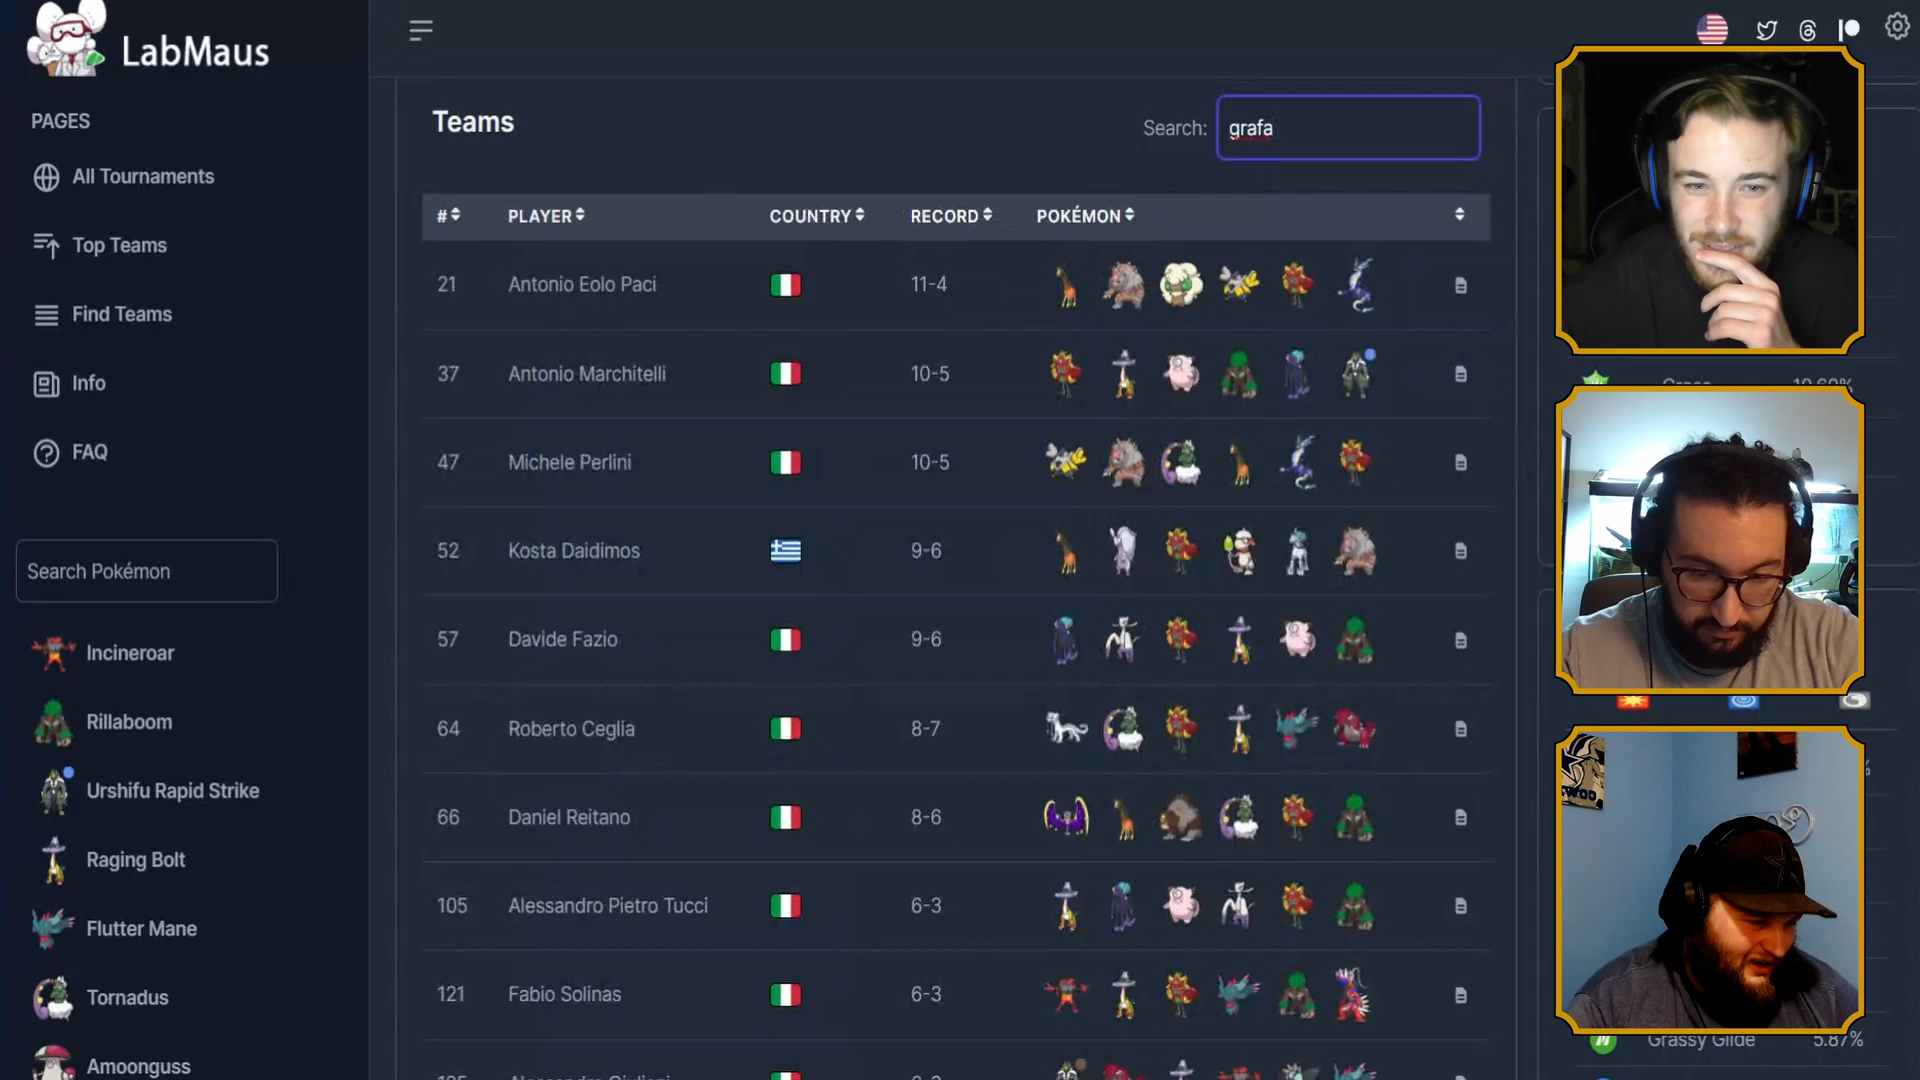 LabMaus
PAGES
All Tournaments
Top Teams
Find Teams
Info
FAQ
Search Pokémon
Incineroar
Rillaboom
Urshifu Rapid Strike
Raging Bolt
Flutter Mane
Tornadus
Amoonguss
Teams
Search: grafa
# PLAYER COUNTRY RECORD POKÉMON
21 Antonio Eolo Paci 11-4
37 Antonio Marchitelli 10-5
47 Michele Perlini 10-5
52 Kosta Daidimos 9-6
57 Davide Fazio 9-6
64 Roberto Ceglia 8-7
66 Daniel Reitano 8-6
105 Alessandro Pietro Tucci 6-3
121 Fabio Solinas 6-3
Grassy Glide 5.87%